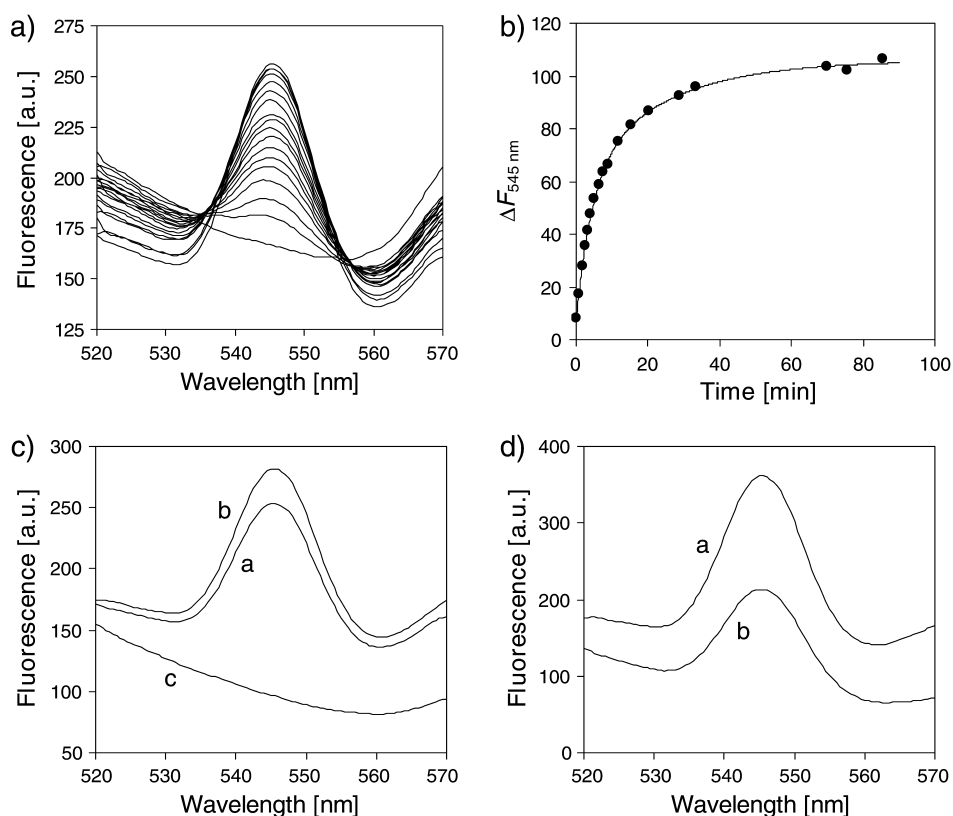 a)
275
250
225
200
175
150
125
520 530 540 550 560 570
Wavelength [nm]
Fluorescence [a.u.]
b)
120
100
80
60
40
20
0
0 20 40 60 80 100
Time [min]
ΔF545 nm
c)
300
250
200
150
100
50
b
a
c
520 530 540 550 560 570
Wavelength [nm]
Fluorescence [a.u.]
d)
400
300
200
100
0
a
b
520 530 540 550 560 570
Wavelength [nm]
Fluorescence [a.u.]